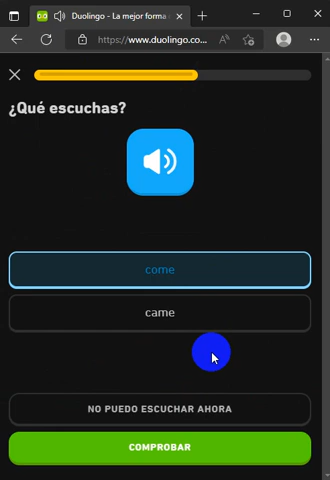 Duolingo - La mejor forma
https://www.duolingo.co...
¿Qué escuchas?
come
came
NO PUEDO ESCUCHAR AHORA
COMPROBAR